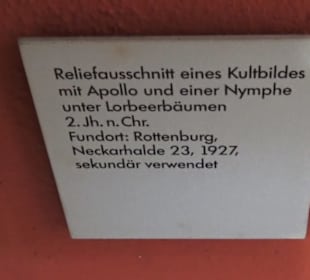 Reliefausschnitt eines Kultbildes
mit Apollo und einer Nymphe
unter Lorbeerbäumen
2. Jh. n. Chr.
Fundort: Rottenburg,
Neckarhalde 23, 1927,
sekundär verwendet